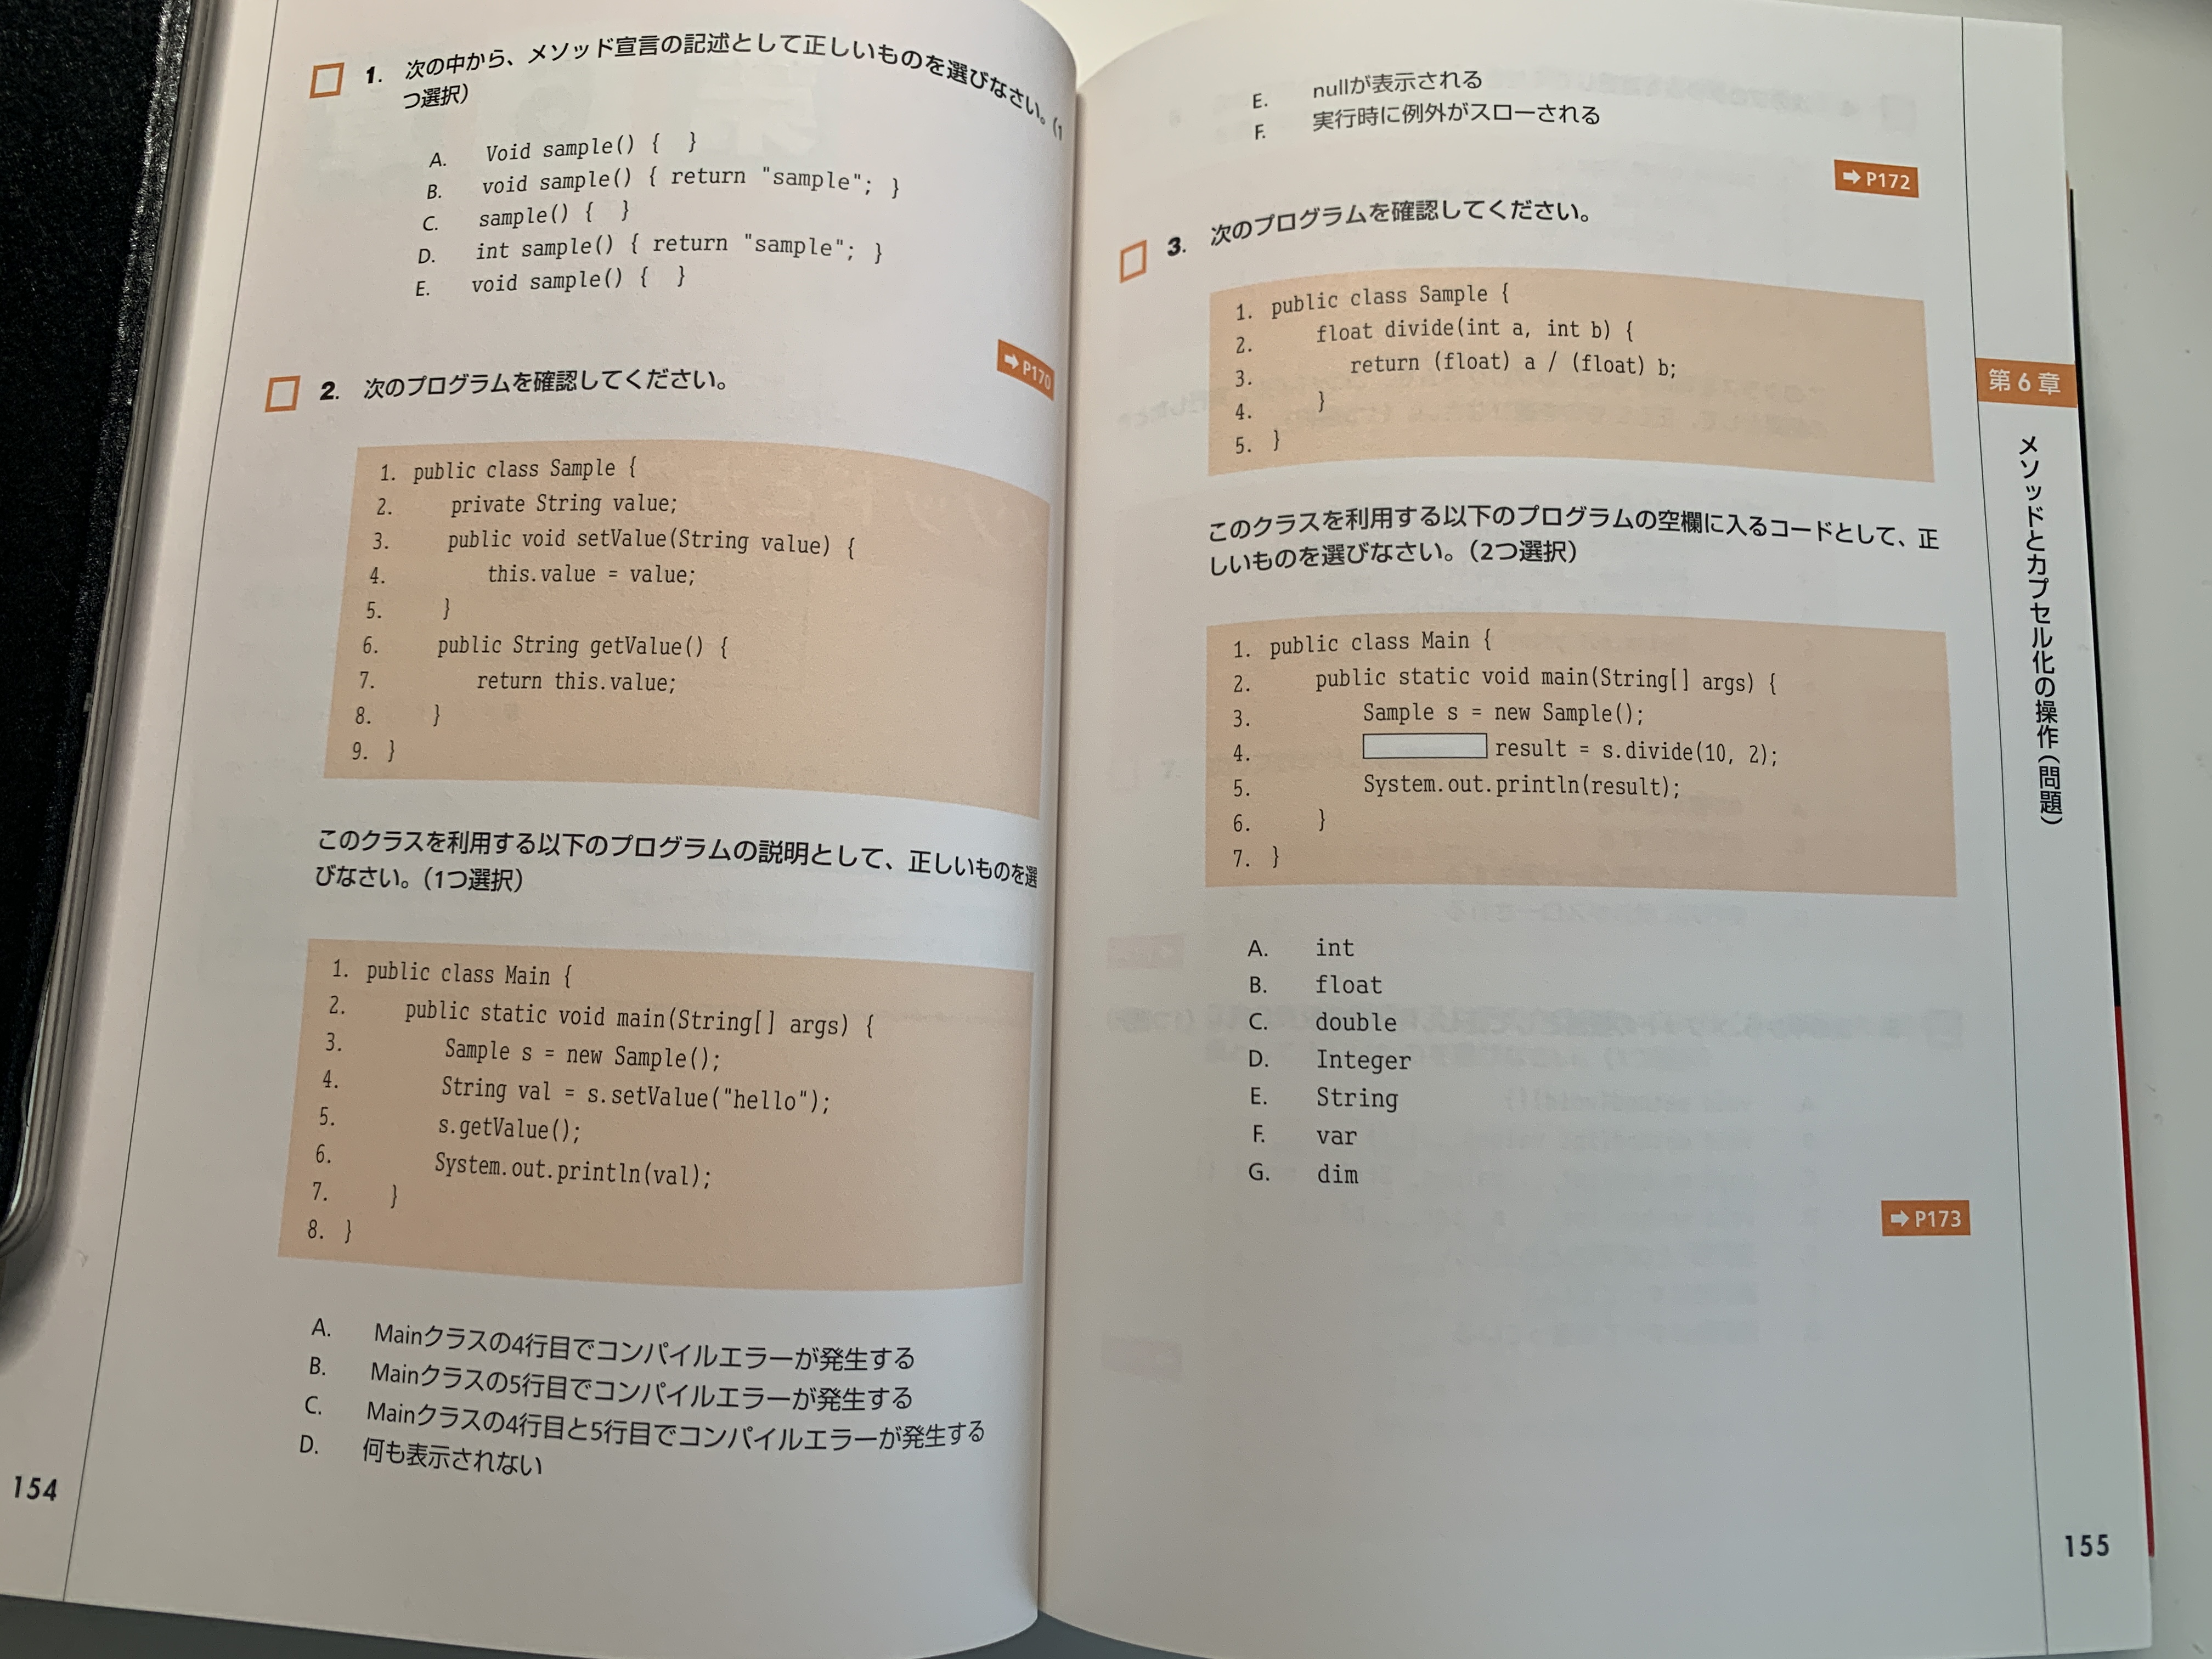 1. 次の中から、メソッド宣言の記述として正しいものを選びなさい。(1
つ選択)
A. Void sample() { }
B. void sample() { return "sample"; }
C. sample() { }
D. int sample() { return "sample"; }
E. void sample() { }
➡P170
2. 次のプログラムを確認してください。
1. public class Sample {
2. private String value;
3. public void setValue(String value) {
4. this.value = value;
5. }
6. public String getValue() {
7. return this.value;
8. }
9. }
このクラスを利用する以下のプログラムの説明として、正しいものを選
びなさい。(1つ選択)
1. public class Main {
2. public static void main(String[] args) {
3. Sample s = new Sample();
4. String val = s.setValue("hello");
5. s.getValue();
6. System.out.println(val);
7. }
8. }
A. Mainクラスの4行目でコンパイルエラーが発生する
B. Mainクラスの5行目でコンパイルエラーが発生する
C. Mainクラスの4行目と5行目でコンパイルエラーが発生する
D. 何も表示されない
154
E. nullが表示される
F. 実行時に例外がスローされる
➡P172
3. 次のプログラムを確認してください。
1. public class Sample {
2. float divide(int a, int b) {
3. return (float) a / (float) b;
4. }
5. }
このクラスを利用する以下のプログラムの空欄に入るコードとして、正
しいものを選びなさい。(2つ選択)
1. public class Main {
2. public static void main(String[] args) {
3. Sample s = new Sample();
4. result = s.divide(10, 2);
5. System.out.println(result);
6. }
7. }
A. int
B. float
C. double
D. Integer
E. String
F. var
G. dim
➡P173
第6章
メソッドとカプセル化の操作(問題)
155